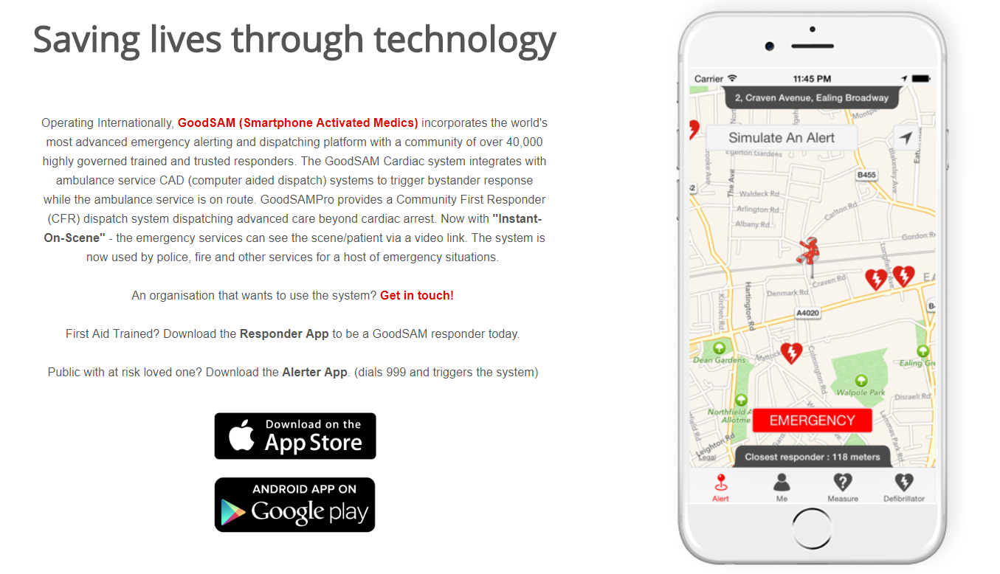 Saving lives through technology
Operating Internationally, GoodSAM (Smartphone Activated Medics) incorporates the world's
most advanced emergency alerting and dispatching platform with a community of over 40,000
highly governed trained and trusted responders. The GoodSAM Cardiac system integrates with
ambulance service CAD (computer aided dispatch) systems to trigger bystander response
while the ambulance service is on route. GoodSAMPro provides a Community First Responder
(CFR) dispatch system dispatching advanced care beyond cardiac arrest. Now with "Instant-
On-Scene" - the emergency services can see the scene/patient via a video link. The system is
now used by police, fire and other services for a host of emergency situations.
An organisation that wants to use the system? Get in touch!
First Aid Trained? Download the Responder App to be a GoodSAM responder today.
Public with at risk loved one? Download the Alerter App. (dials 999 and triggers the system)
Download on the
App Store
ANDROID APP ON
Google play
Carrier
11:45 PM
2, Craven Avenue, Ealing Broadway
Simulate An Alert
The Ave
B455
Waldeck Rd
Arlington Rd
Albany Rd
Carlton Rd
Gordon R
Longfield Ave
Craven Rd
Denmark Rd
Hartington Rd
Kirchen Rd
A4020
Dean Gardens
Mattock
Culmington Rd
Ealing Gre
Walpole Park
Disraeli Rd
Northfield A
Allotme
EMERGENCY
Lammas Park Rd
Leighton Rd
Legal
Closest responder : 118 meters
Alert
Me
Measure
Defibrillator